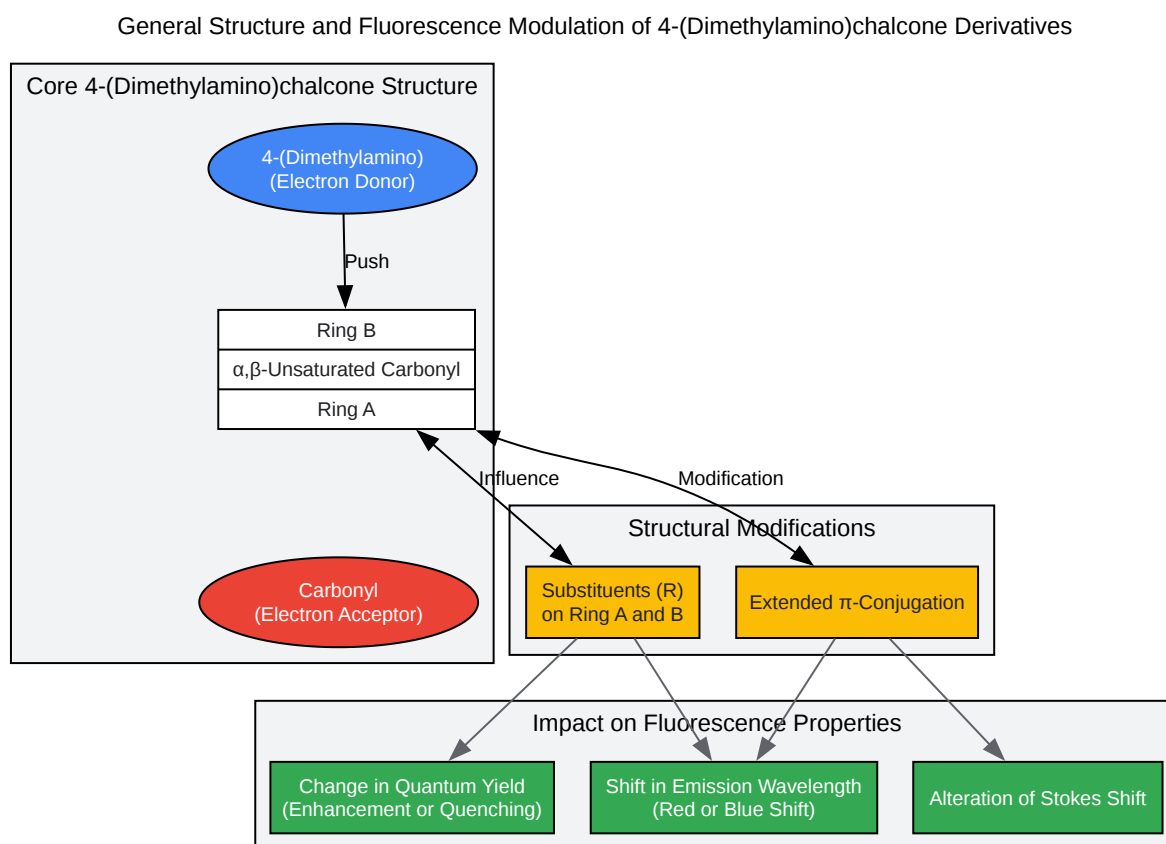 General Structure and Fluorescence Modulation of 4-(Dimethylamino)chalcone Derivatives
Core 4-(Dimethylamino)chalcone Structure
4-(Dimethylamino)
(Electron Donor)
Push
Ring B
α,β-Unsaturated Carbonyl
Ring A
Influence
Modification
Structural Modifications
Carbonyl
(Electron Acceptor)
Substituents (R)
on Ring A and B
Extended π-Conjugation
Impact on Fluorescence Properties
Change in Quantum Yield
(Enhancement or Quenching)
Shift in Emission Wavelength
(Red or Blue Shift)
Alteration of Stokes Shift